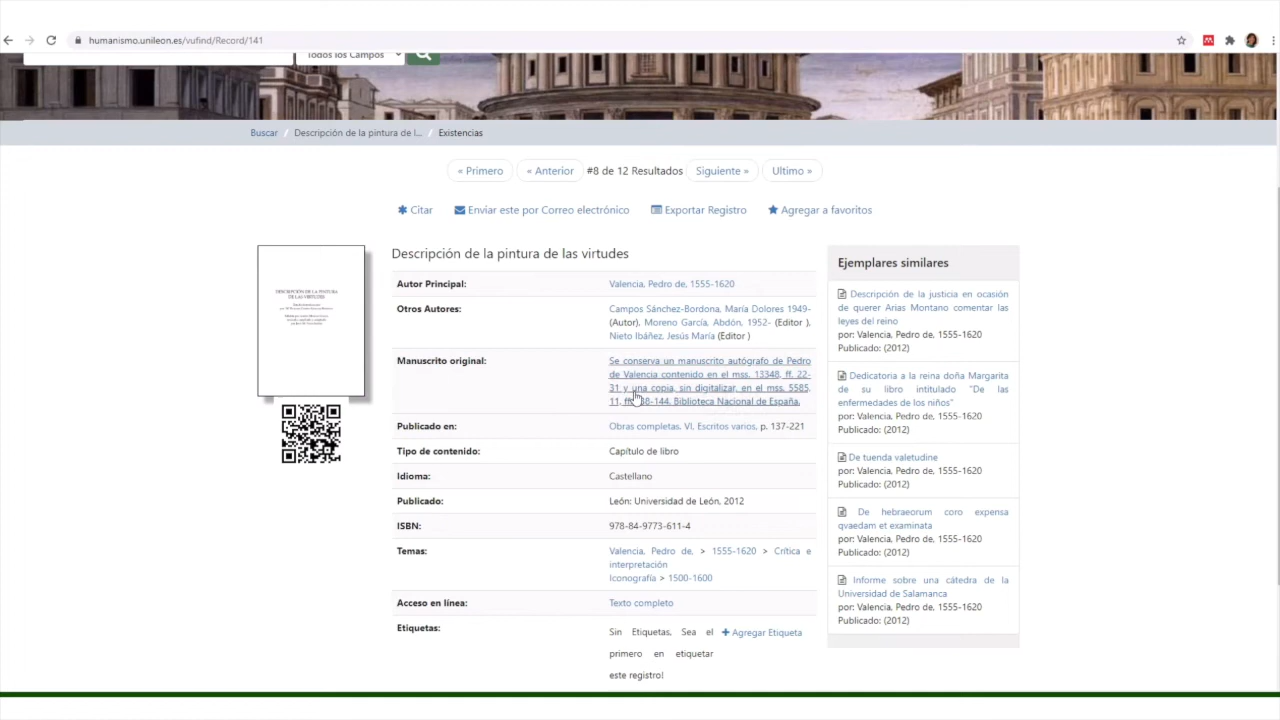 humanismo.unileon.es/vufind/Record/141
Todos los Campos
Buscar / Descripción de la pintura de l... / Existencias
« Primero « Anterior #8 de 12 Resultados Siguiente » Ultimo »
Citar Enviar este por Correo electrónico Exportar Registro Agregar a favoritos
DESCRIPCIÓN DE LA PINTURA
DE LAS VIRTUDES
Descripción de la pintura de las virtudes
Autor Principal: Valencia, Pedro de, 1555-1620
Otros Autores: Campos Sánchez-Bordona, María Dolores 1949-
(Autor), Moreno García, Abdón, 1952- (Editor ),
Nieto Ibáñez, Jesús María (Editor )
Manuscrito original: Se conserva un manuscrito autógrafo de Pedro
de Valencia contenido en el mss. 13348, ff. 22-
31 y una copia, sin digitalizar, en el mss. 5585,
11, 38-144. Biblioteca Nacional de España.
Publicado en: Obras completas, VI, Escritos varios, p. 137-221
Tipo de contenido: Capítulo de libro
Idioma: Castellano
Publicado: León: Universidad de León, 2012
ISBN: 978-84-9773-611-4
Temas: Valencia, Pedro de, > 1555-1620 > Crítica e
interpretación
Iconografía > 1500-1600
Acceso en línea: Texto completo
Etiquetas: Sin Etiquetas, Sea el
primero en etiquetar
este registro!
Agregar Etiqueta
Ejemplares similares
Descripción de la justicia en ocasión
de querer Arias Montano comentar las
leyes del reino
por: Valencia, Pedro de, 1555-1620
Publicado: (2012)
Dedicatoria a la reina doña Margarita
de su libro intitulado "De las
enfermedades de los niños"
por: Valencia, Pedro de, 1555-1620
Publicado: (2012)
De tuenda valetudine
por: Valencia, Pedro de, 1555-1620
Publicado: (2012)
De hebraeorum coro expensa
qvaedam et examinata
por: Valencia, Pedro de, 1555-1620
Publicado: (2012)
Informe sobre una cátedra de la
Universidad de Salamanca
por: Valencia, Pedro de, 1555-1620
Publicado: (2012)